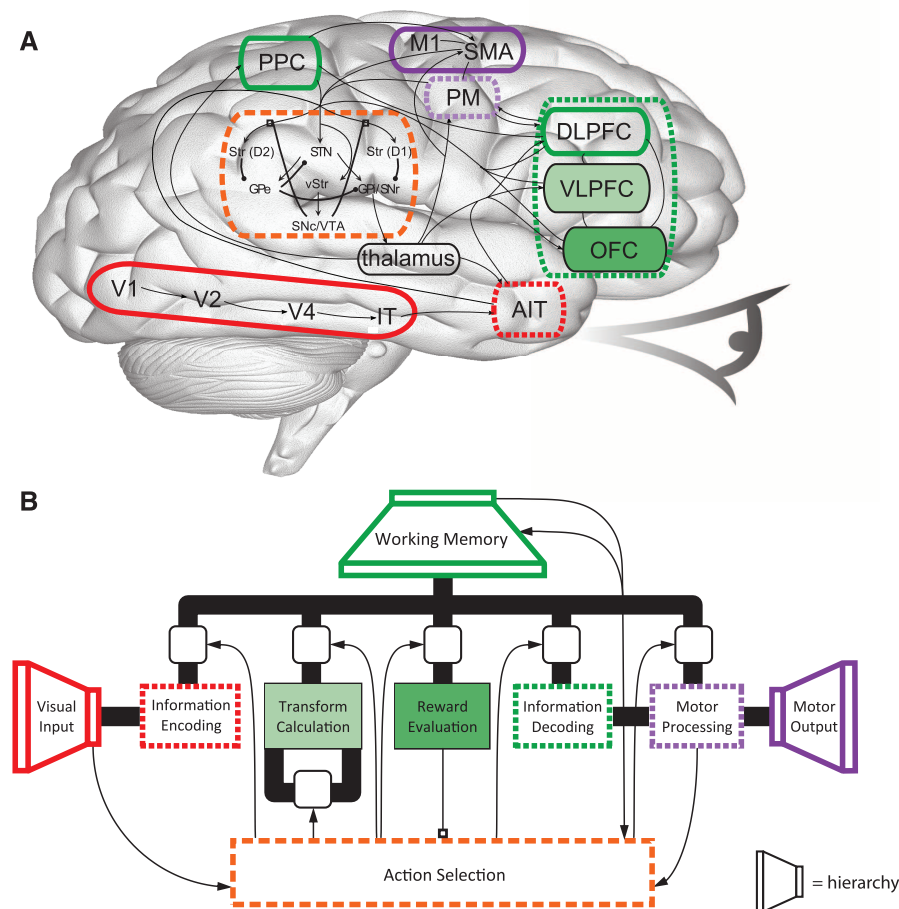 A
PPC
M1
SMA
PM
DLPFC
VLPFC
OFC
Str (D2)
STN
Str (D1)
GPe
vStr
GPi/SNr
SNc/VTA
thalamus
V1
V2
V4
IT
AIT
B
Working Memory
Visual
Input
Information
Encoding
Transform
Calculation
Reward
Evaluation
Information
Decoding
Motor
Processing
Motor
Output
Action Selection
= hierarchy